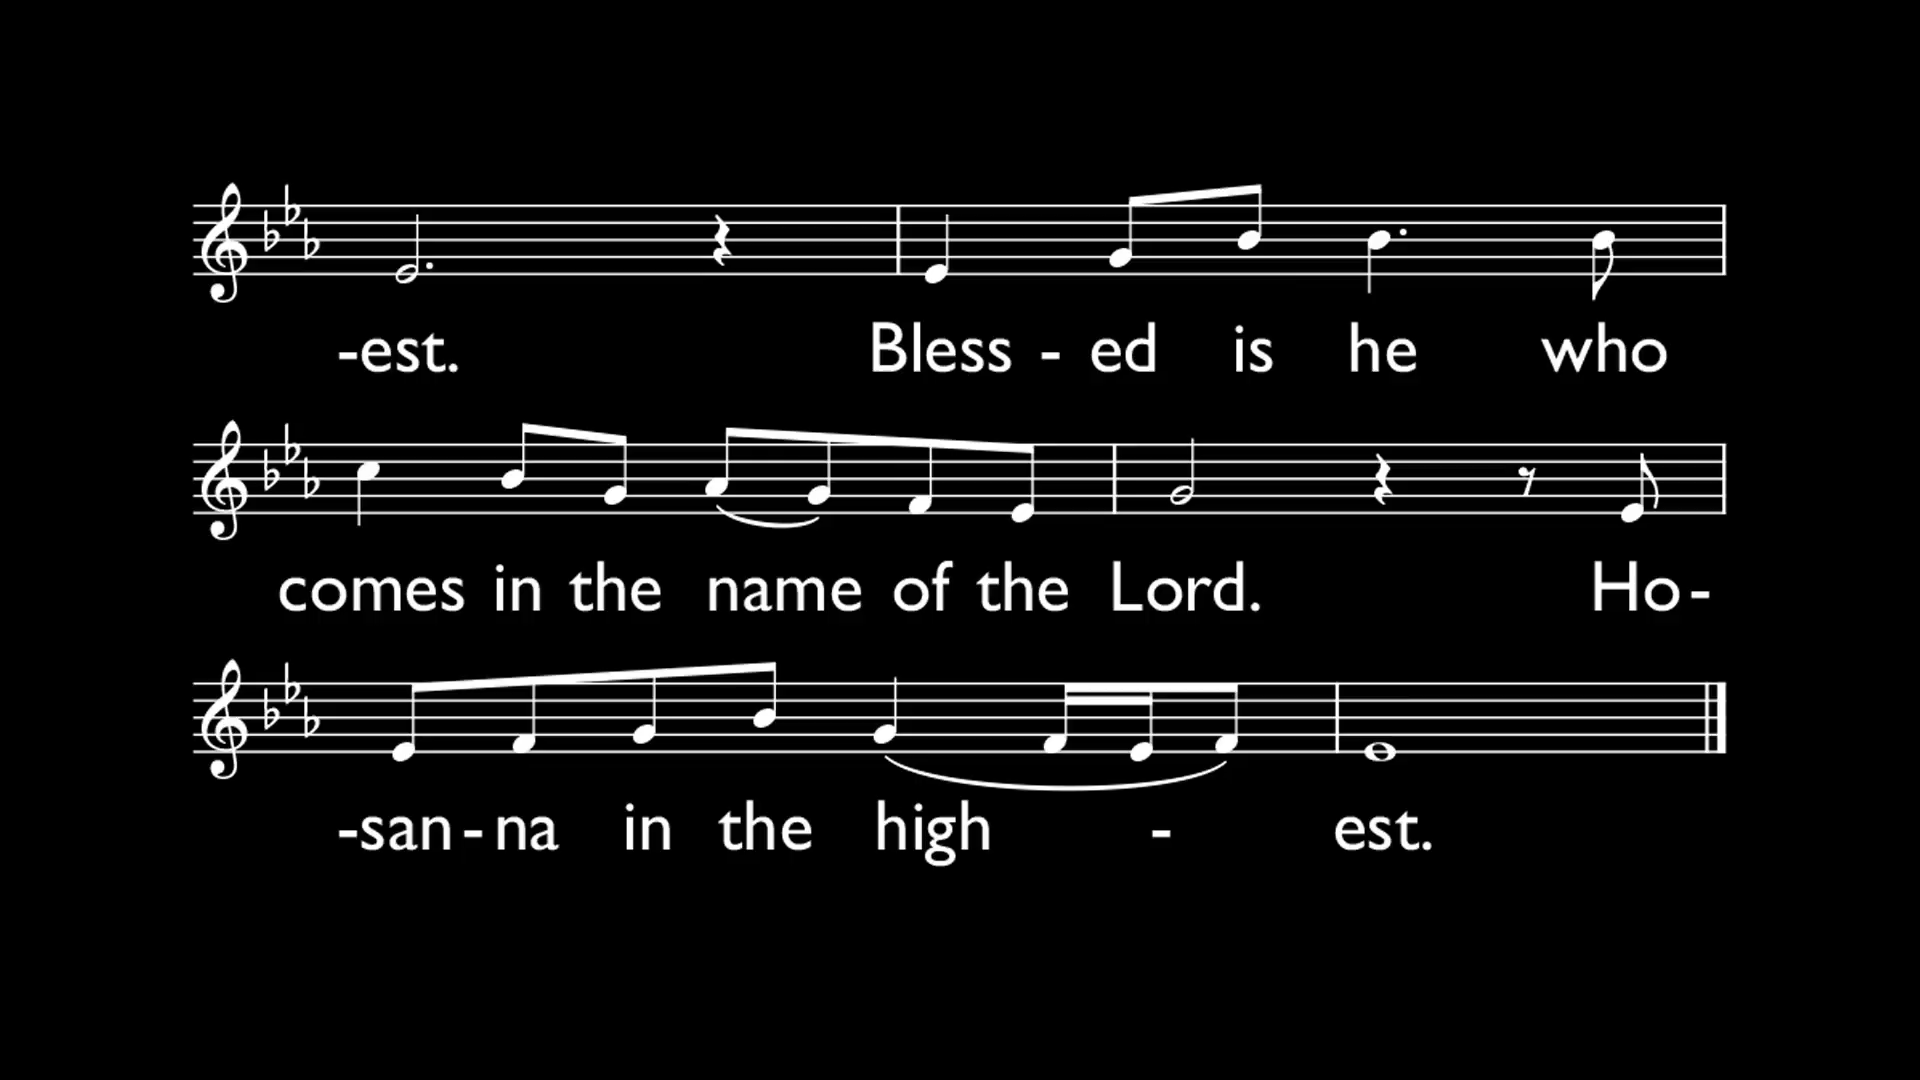 -est. Bless - ed is he who
comes in the name of the Lord. Ho-
-san-na in the high - est.